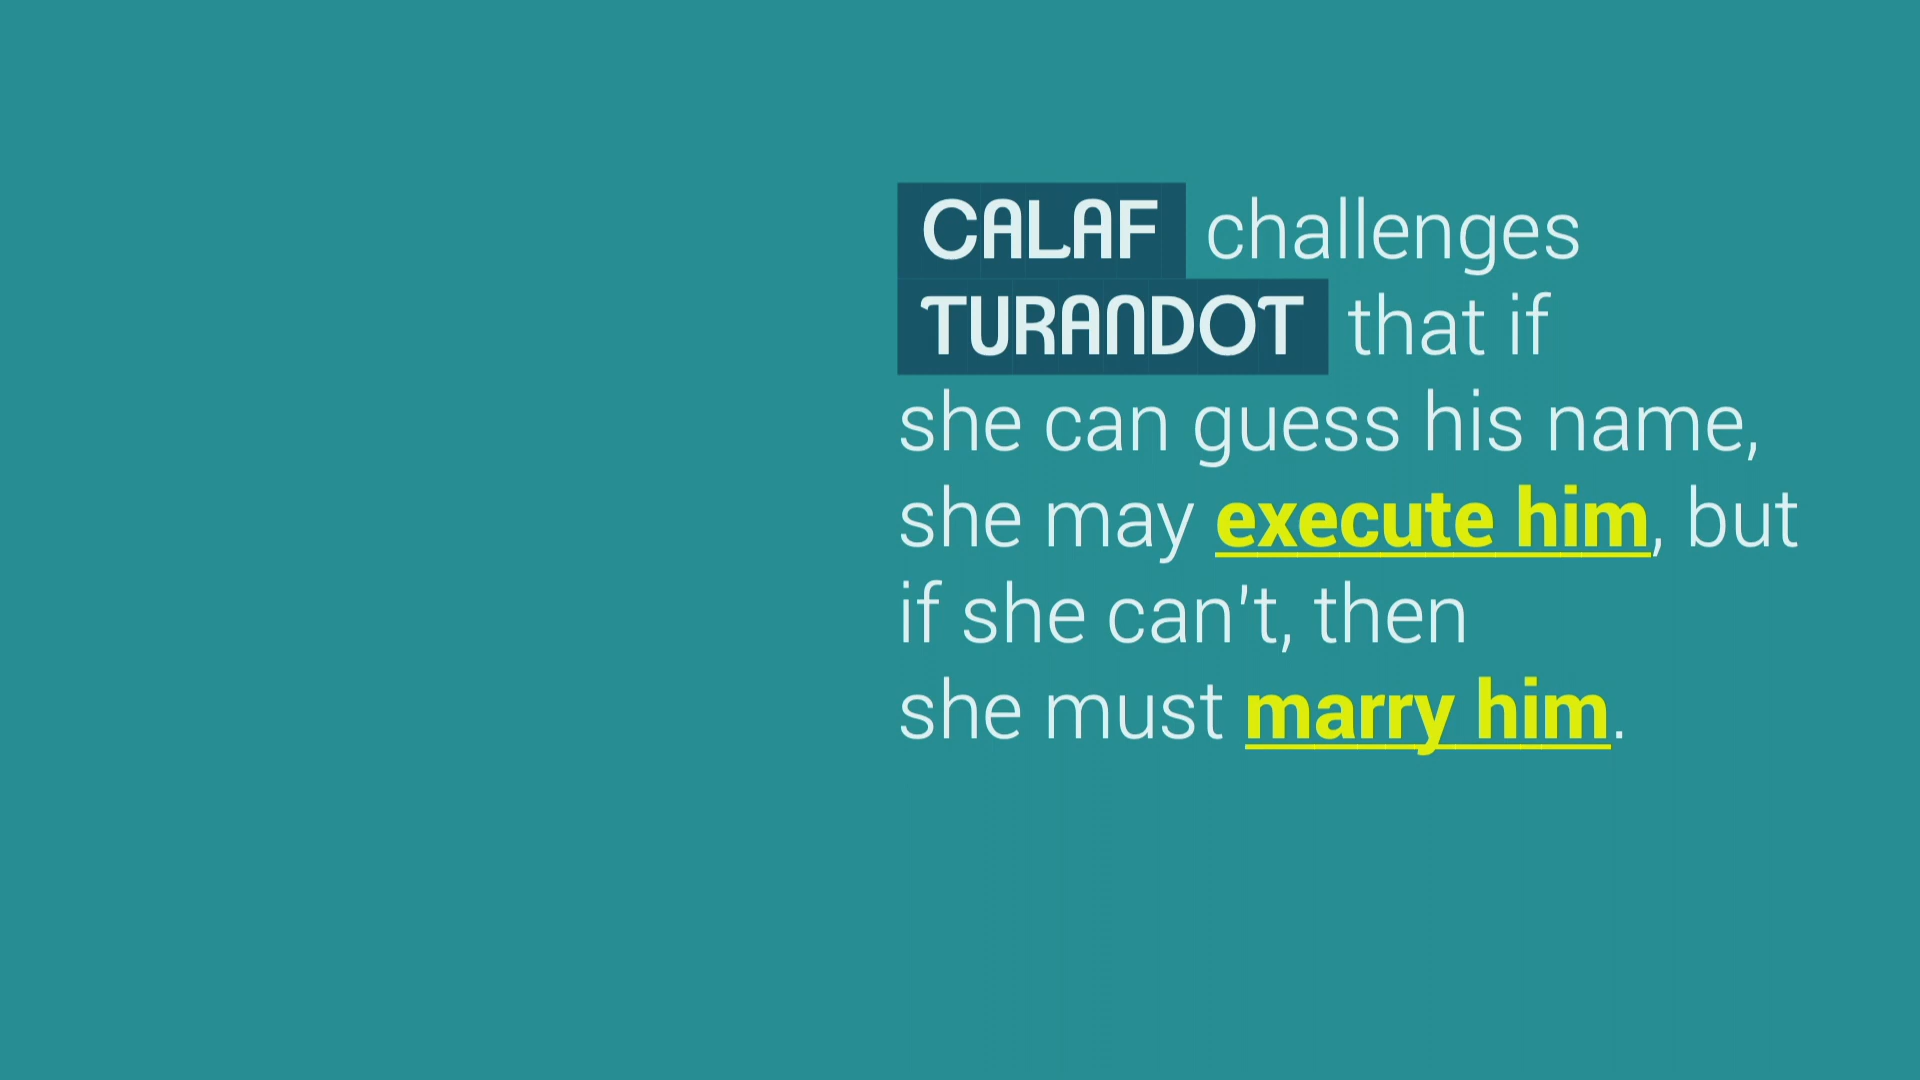 CALAF challenges
TURANDOT that if
she can guess his name,
she may execute him, but
if she can't, then
she must marry him.